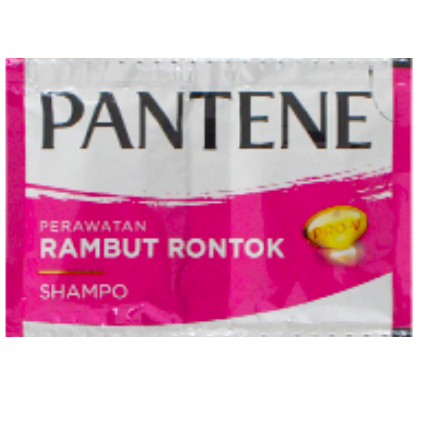 PANTENE
PERAWATAN
RAMBUT RONTOK
PRO-V
SHAMPO